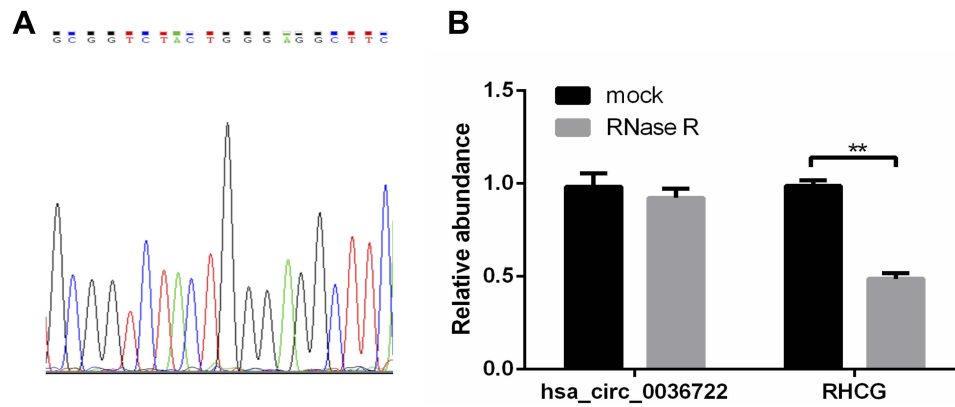 A
G C G G T C T A C T G G G A G G C T T C
B
1.5
mock
RNase R
**
1.0
0.5
0.0
Relative abundance
hsa_circ_0036722 RHCG